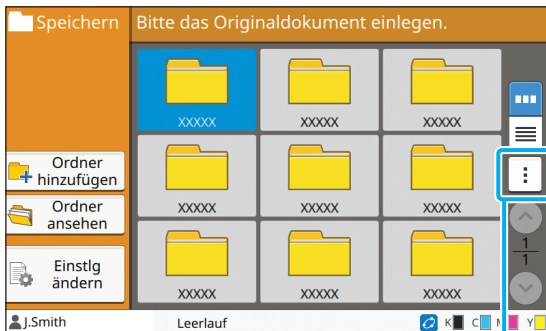 Speichern
Bitte das Originaldokument einlegen.
XXXXX XXXXX XXXXX
Ordner
hinzufügen
XXXXX XXXXX XXXXX
Ordner
ansehen
1
1
Einstlg
ändern
XXXXX XXXXX XXXXX
J.Smith
Leerlauf
K C M Y